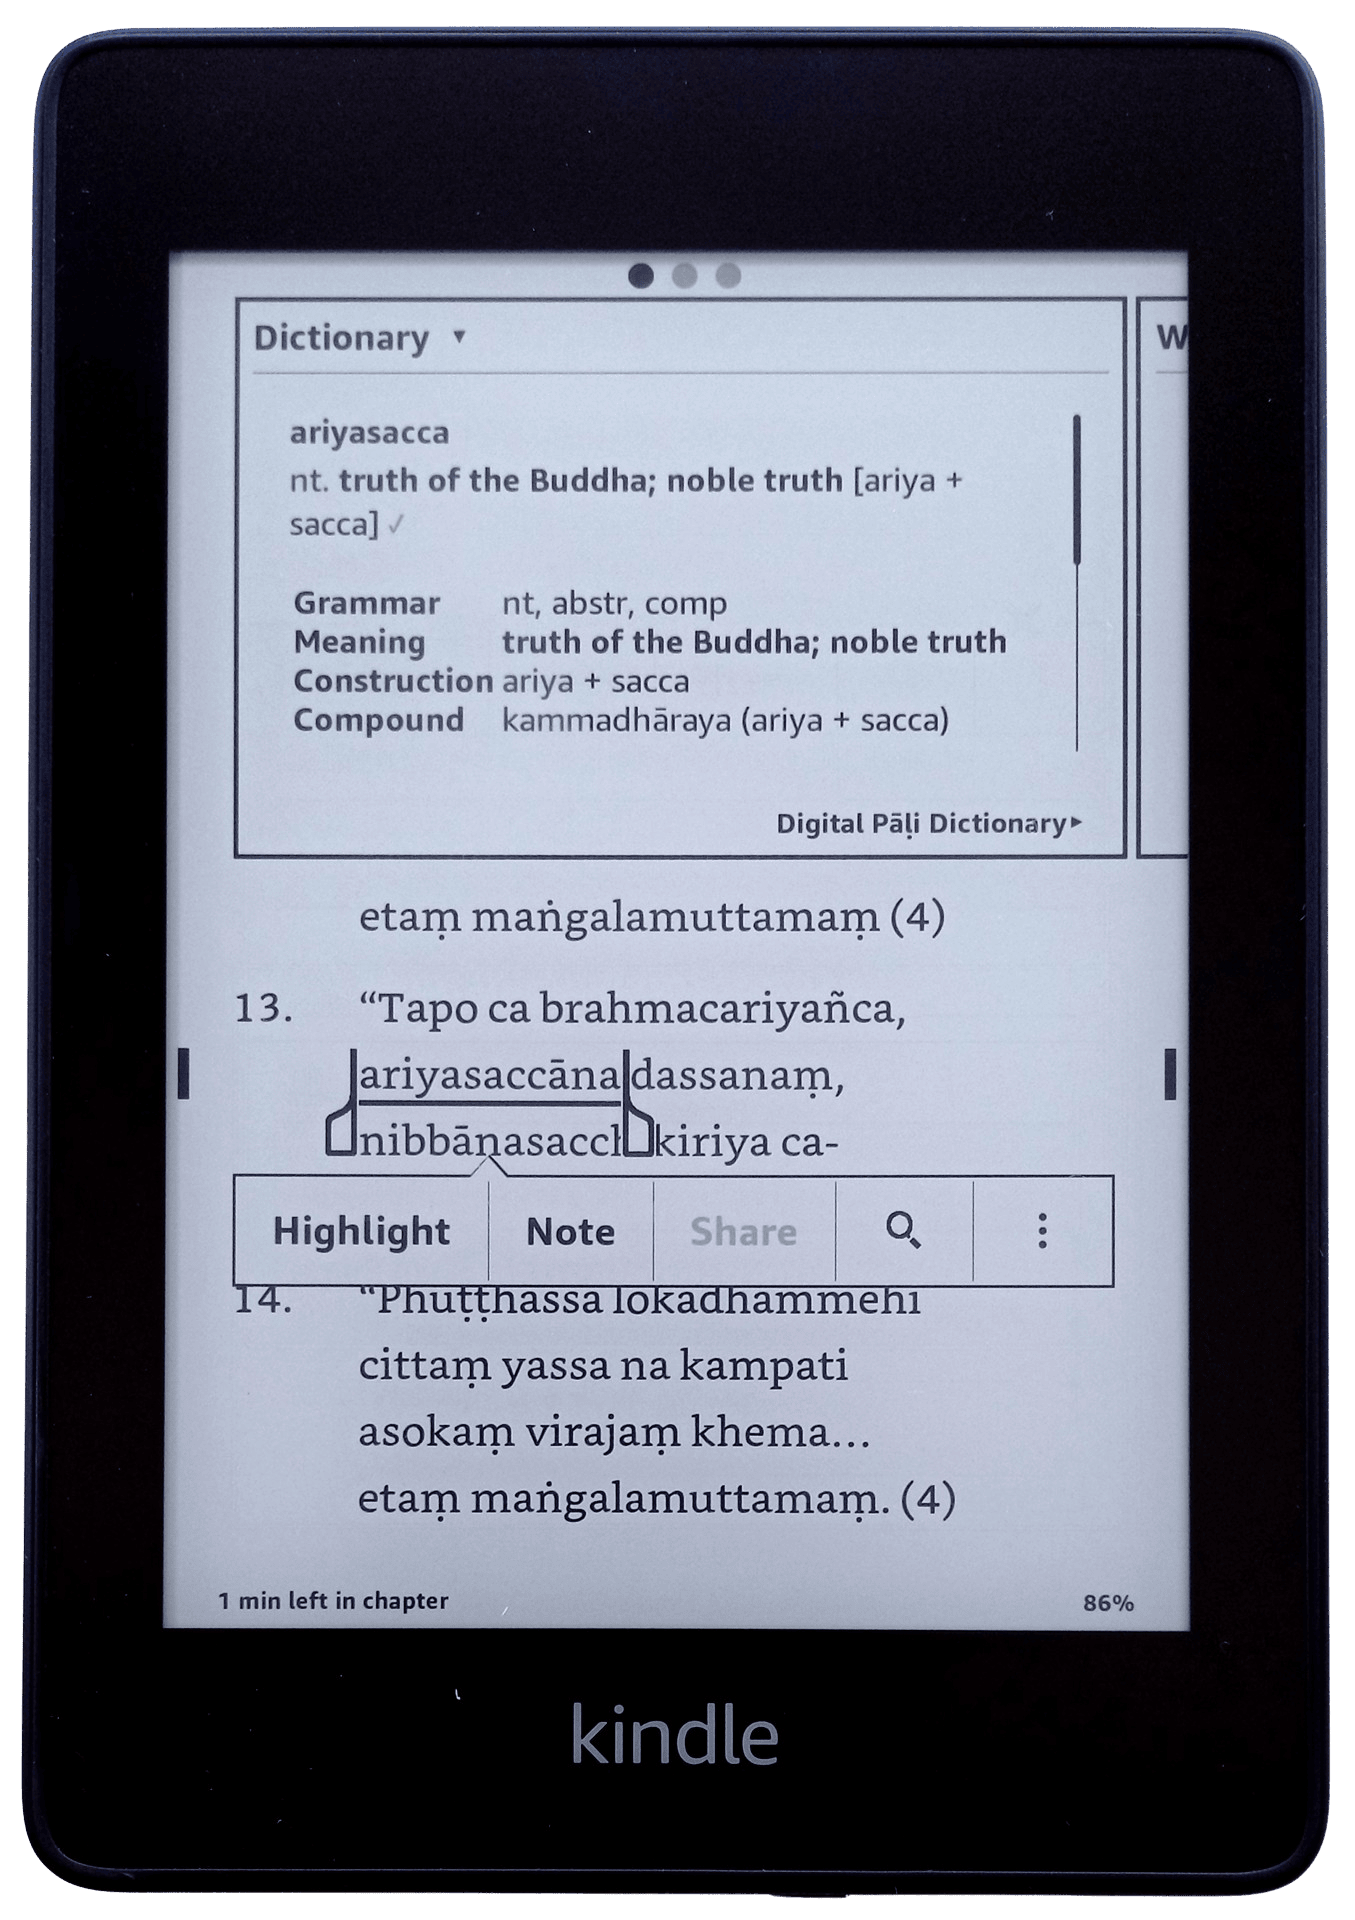 Dictionary ▼
W
ariyasacca
nt. truth of the Buddha; noble truth [ariya +
sacca] ✓
Grammar nt, abstr, comp
Meaning truth of the Buddha; noble truth
Construction ariya + sacca
Compound kammadhāraya (ariya + sacca)
Digital Pāḷi Dictionary▸
etaṃ maṅgalamuttamaṃ (4)
13. “Tapo ca brahmacariyañca,
ariyasaccāna dassanaṃ,
nibbānasacch kiriya ca-
Highlight Note Share
14. “Phuṭṭhassa lokadhammehi
cittaṃ yassa na kampati
asokaṃ virajaṃ khema…
etaṃ maṅgalamuttamaṃ. (4)
1 min left in chapter 86%
kindle